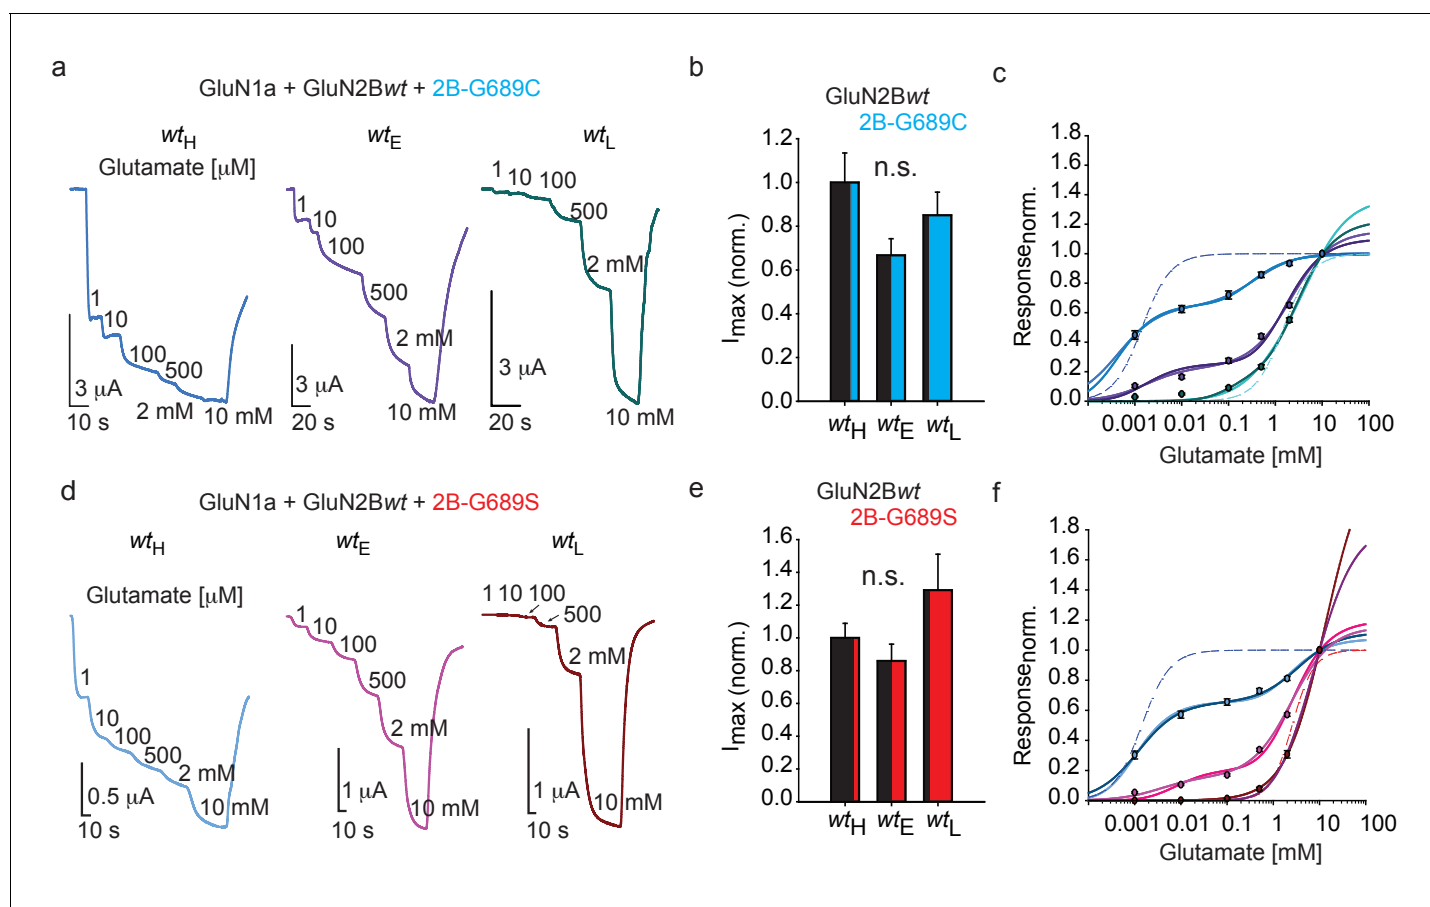 a
GluN1a + GluN2Bwt + 2B-G689C
wtH
wtE
wtL
Glutamate [μM]
1
10
100
500
2 mM
10 mM
3 μA
10 s
1
10
100
500
2 mM
10 mM
3 μA
20 s
1 10 100
500
2 mM
10 mM
3 μA
20 s
b
GluN2Bwt
2B-G689C
n.s.
Imax (norm.)
1.2
1.0
0.8
0.6
0.4
0.2
0.0
wtH wtE wtL
c
Responsenorm.
1.8
1.6
1.4
1.2
1.0
0.8
0.6
0.4
0.2
0.0
0.001 0.01 0.1 1 10 100
Glutamate [mM]
d
GluN1a + GluN2Bwt + 2B-G689S
wtH
wtE
wtL
Glutamate [μM]
1
10
100
500
2 mM
10 mM
0.5 μA
10 s
1
10
100
500
2 mM
10 mM
1 μA
10 s
1 10 100
500
2 mM
10 mM
1 μA
10 s
e
GluN2Bwt
2B-G689S
n.s.
Imax (norm.)
1.6
1.4
1.2
1.0
0.8
0.6
0.4
0.2
0.0
wtH wtE wtL
f
Responsenorm.
1.8
1.6
1.4
1.2
1.0
0.8
0.6
0.4
0.2
0.0
0.001 0.01 0.1 1 10 100
Glutamate [mM]